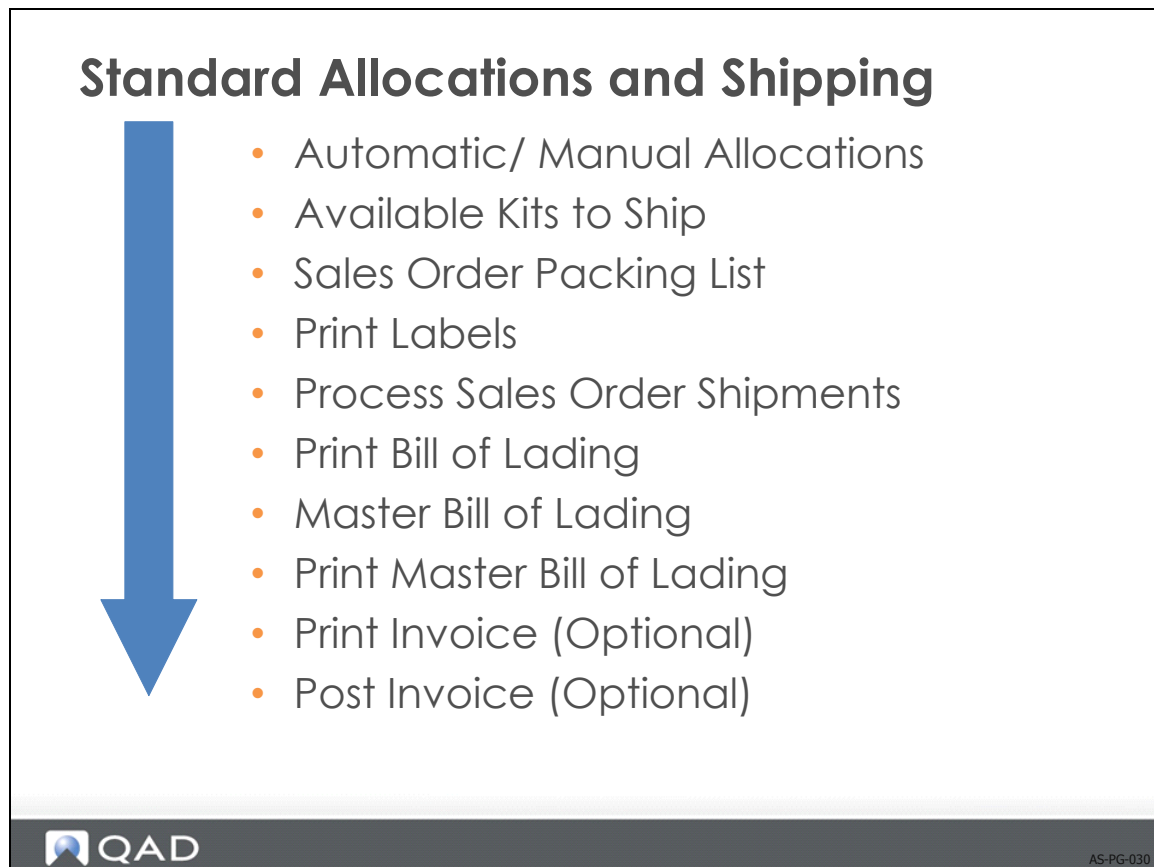 Standard Allocations and Shipping
• Automatic/ Manual Allocations
• Available Kits to Ship
• Sales Order Packing List
• Print Labels
• Process Sales Order Shipments
• Print Bill of Lading
• Master Bill of Lading
• Print Master Bill of Lading
• Print Invoice (Optional)
• Post Invoice (Optional)
QAD
AS-PG-030